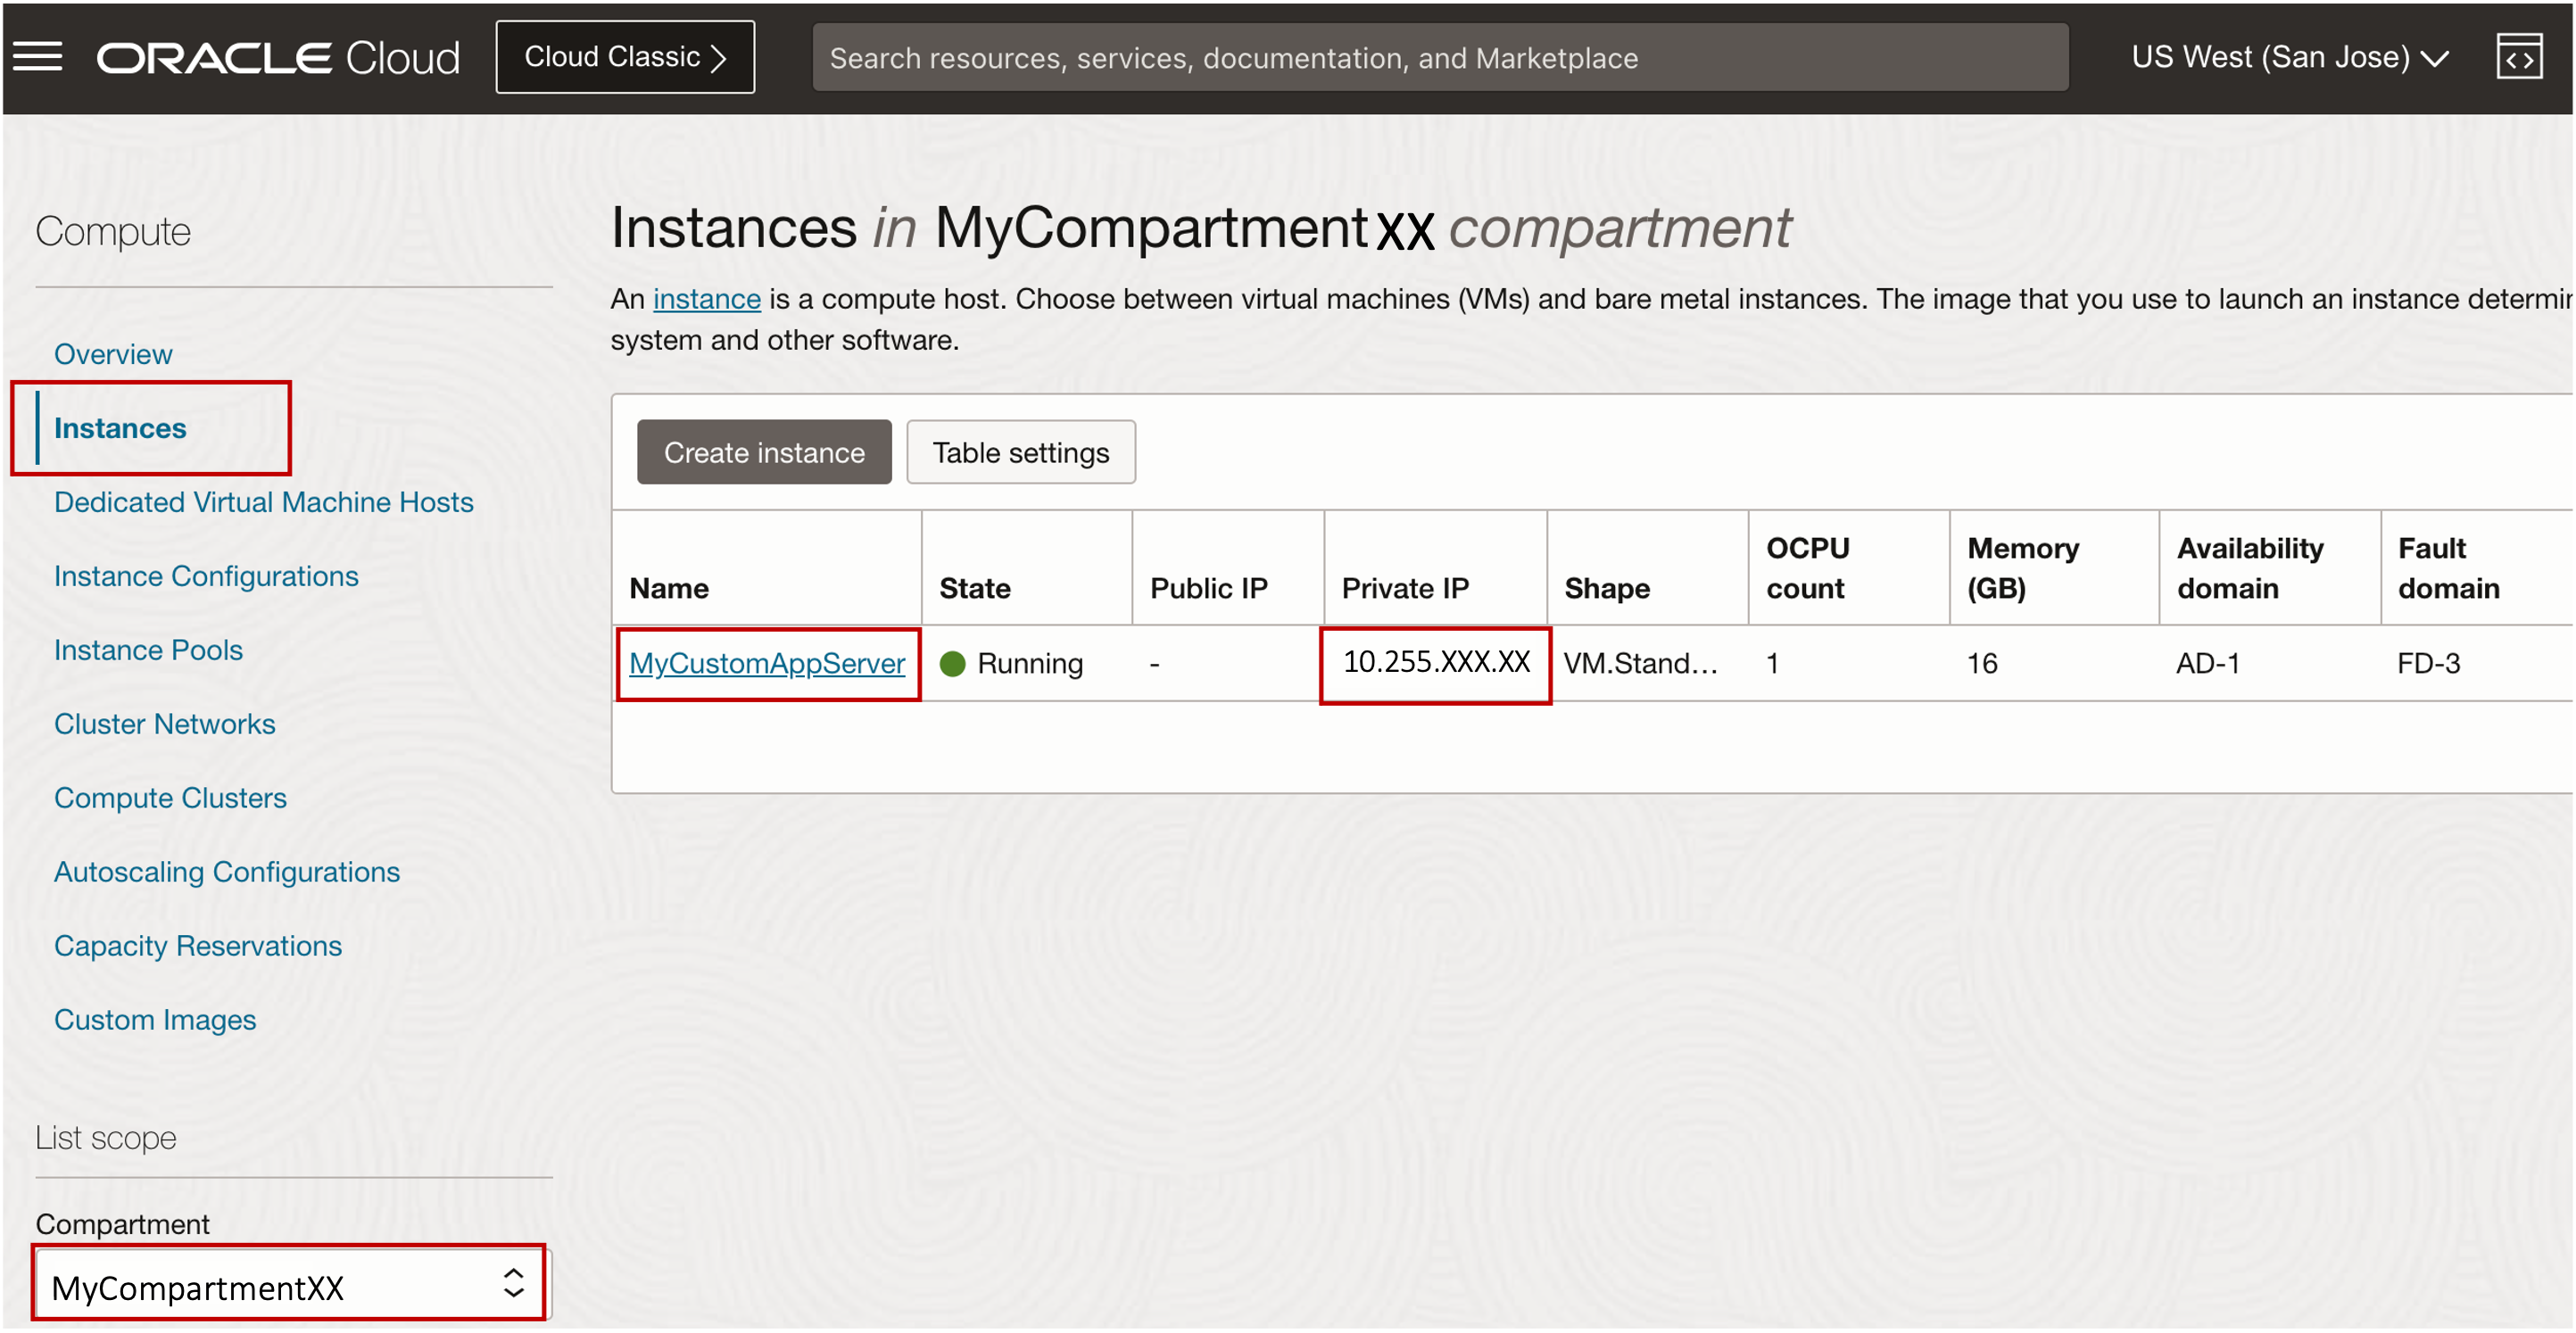 ORACLE Cloud
Cloud Classic
Search resources, services, documentation, and Marketplace
US West (San Jose)
Compute
Overview
Instances
Dedicated Virtual Machine Hosts
Instance Configurations
Instance Pools
Cluster Networks
Compute Clusters
Autoscaling Configurations
Capacity Reservations
Custom Images
List scope
Compartment
MyCompartmentXX
Instances in MyCompartmentXX compartment
An instance is a compute host. Choose between virtual machines (VMs) and bare metal instances. The image that you use to launch an instance
system and other software.
Create instance
Table settings
Name State Public IP Private IP Shape OCPU count Memory (GB) Availability domain Fault domain
MyCustomAppServer Running - 10.255.XXX.XX VM.Stand... 1 16 AD-1 FD-3